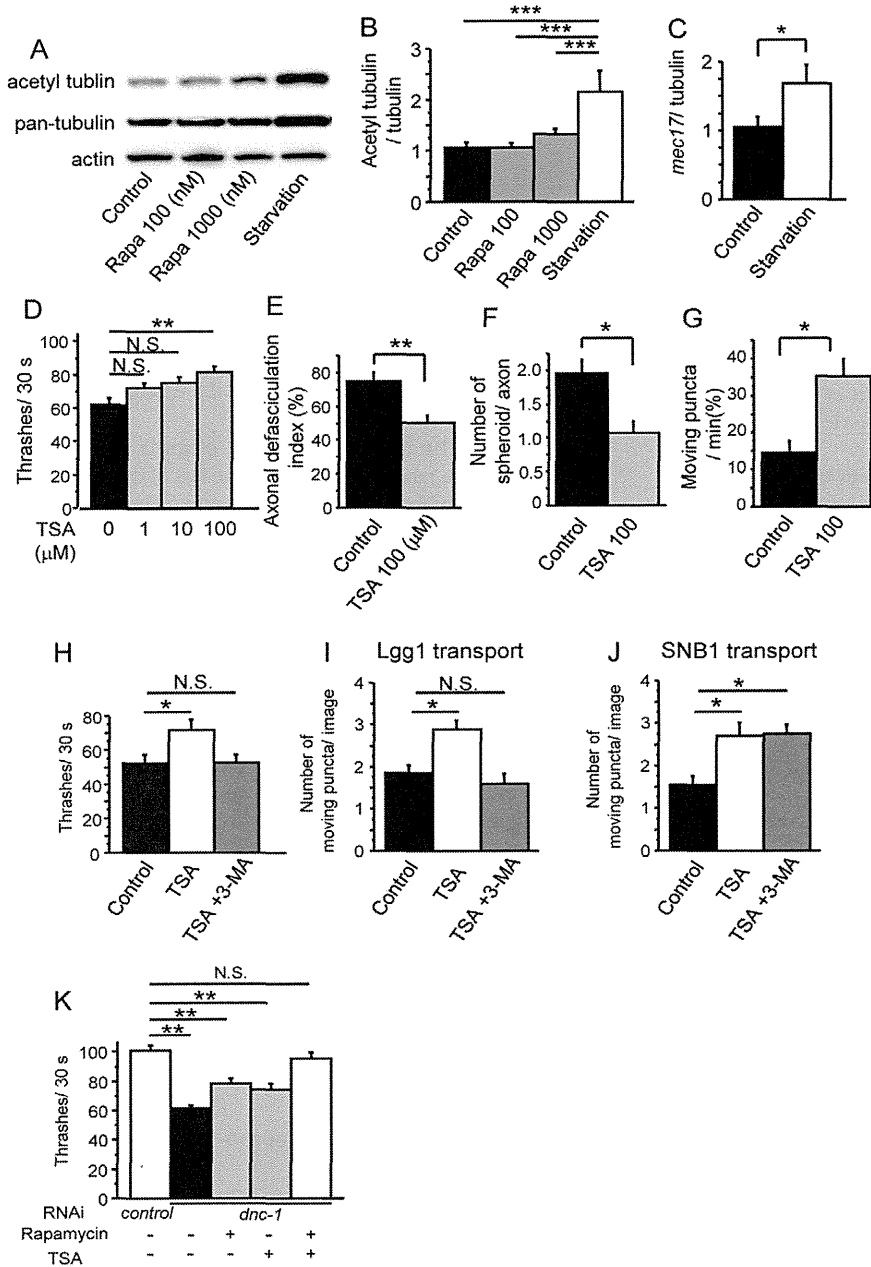 A
acetyl tublin
pan-tubulin
actin
Control
Rapa 100 (nM)
Rapa 1000 (nM)
Starvation
B
***
***
***
Acetyl tubulin
/ tubulin
3
2
1
0
Control
Rapa 100
Rapa 1000
Starvation
C
*
mec17/ tubulin
2
1
0
Control
Starvation
D
**
N.S.
N.S.
Thrashes/ 30 s
100
80
60
40
20
0
TSA
(μM)
0 1 10 100
E
**
Axonal defasciculation
index (%)
80
60
40
20
0
Control
TSA 100 (μM)
F
*
Number of
spheroid/ axon
2.0
1.5
1.0
0.5
0
Control
TSA 100
G
*
Moving puncta
/ min(%)
40
30
20
10
0
Control
TSA 100
H
N.S.
*
Thrashes/ 30 s
80
60
40
20
0
Control
TSA
TSA +3-MA
I
Lgg1 transport
N.S.
*
Number of
moving puncta/ image
4
3
2
1
0
Control
TSA
TSA +3-MA
J
SNB1 transport
*
*
Number of
moving puncta/ image
4
3
2
1
0
Control
TSA
TSA +3-MA
K
N.S.
**
**
**
Thrashes/ 30 s
100
80
60
40
20
0
RNAi control dnc-1
Rapamycin - - + - +
TSA - - - + +